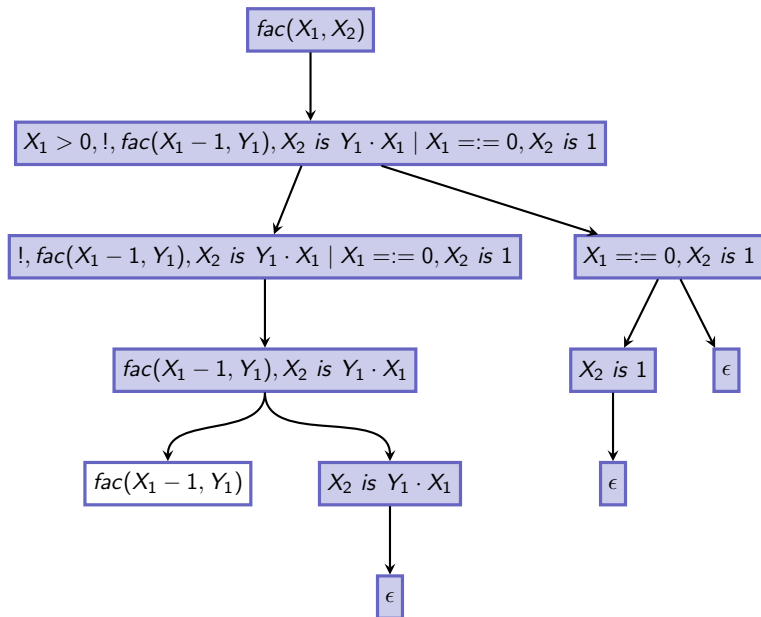 fac(X₁, X₂)
X₁ > 0, !, fac(X₁ − 1, Y₁), X₂ is Y₁ · X₁ | X₁ =:= 0, X₂ is 1
!, fac(X₁ − 1, Y₁), X₂ is Y₁ · X₁ | X₁ =:= 0, X₂ is 1
X₁ =:= 0, X₂ is 1
fac(X₁ − 1, Y₁), X₂ is Y₁ · X₁
X₂ is 1
ϵ
fac(X₁ − 1, Y₁)
X₂ is Y₁ · X₁
ϵ
ϵ